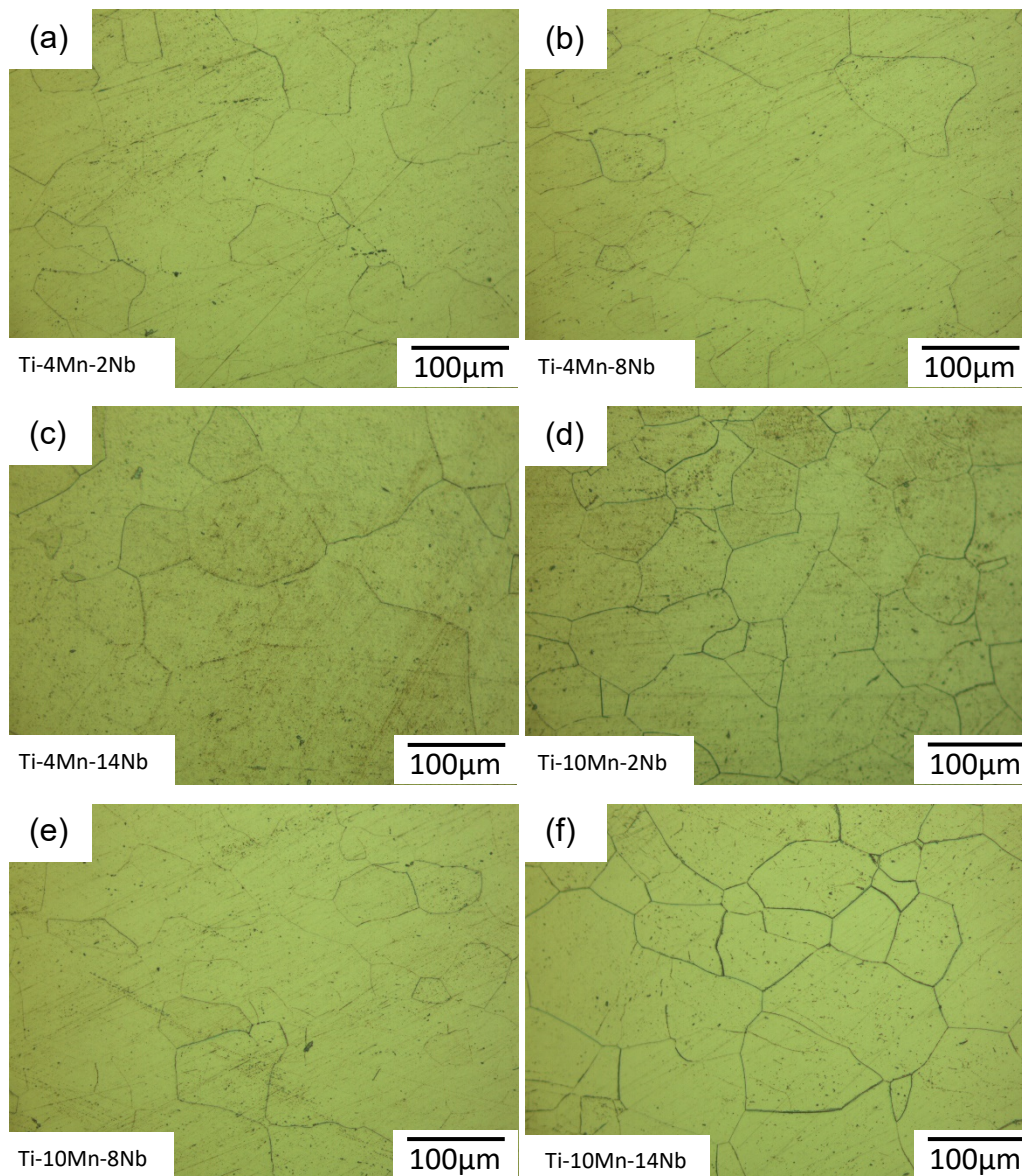 (a)
(b)
Ti-4Mn-2Nb
100μm
Ti-4Mn-8Nb
100μm
(c)
(d)
Ti-4Mn-14Nb
100μm
Ti-10Mn-2Nb
100μm
(e)
(f)
Ti-10Mn-8Nb
100μm
Ti-10Mn-14Nb
100μm